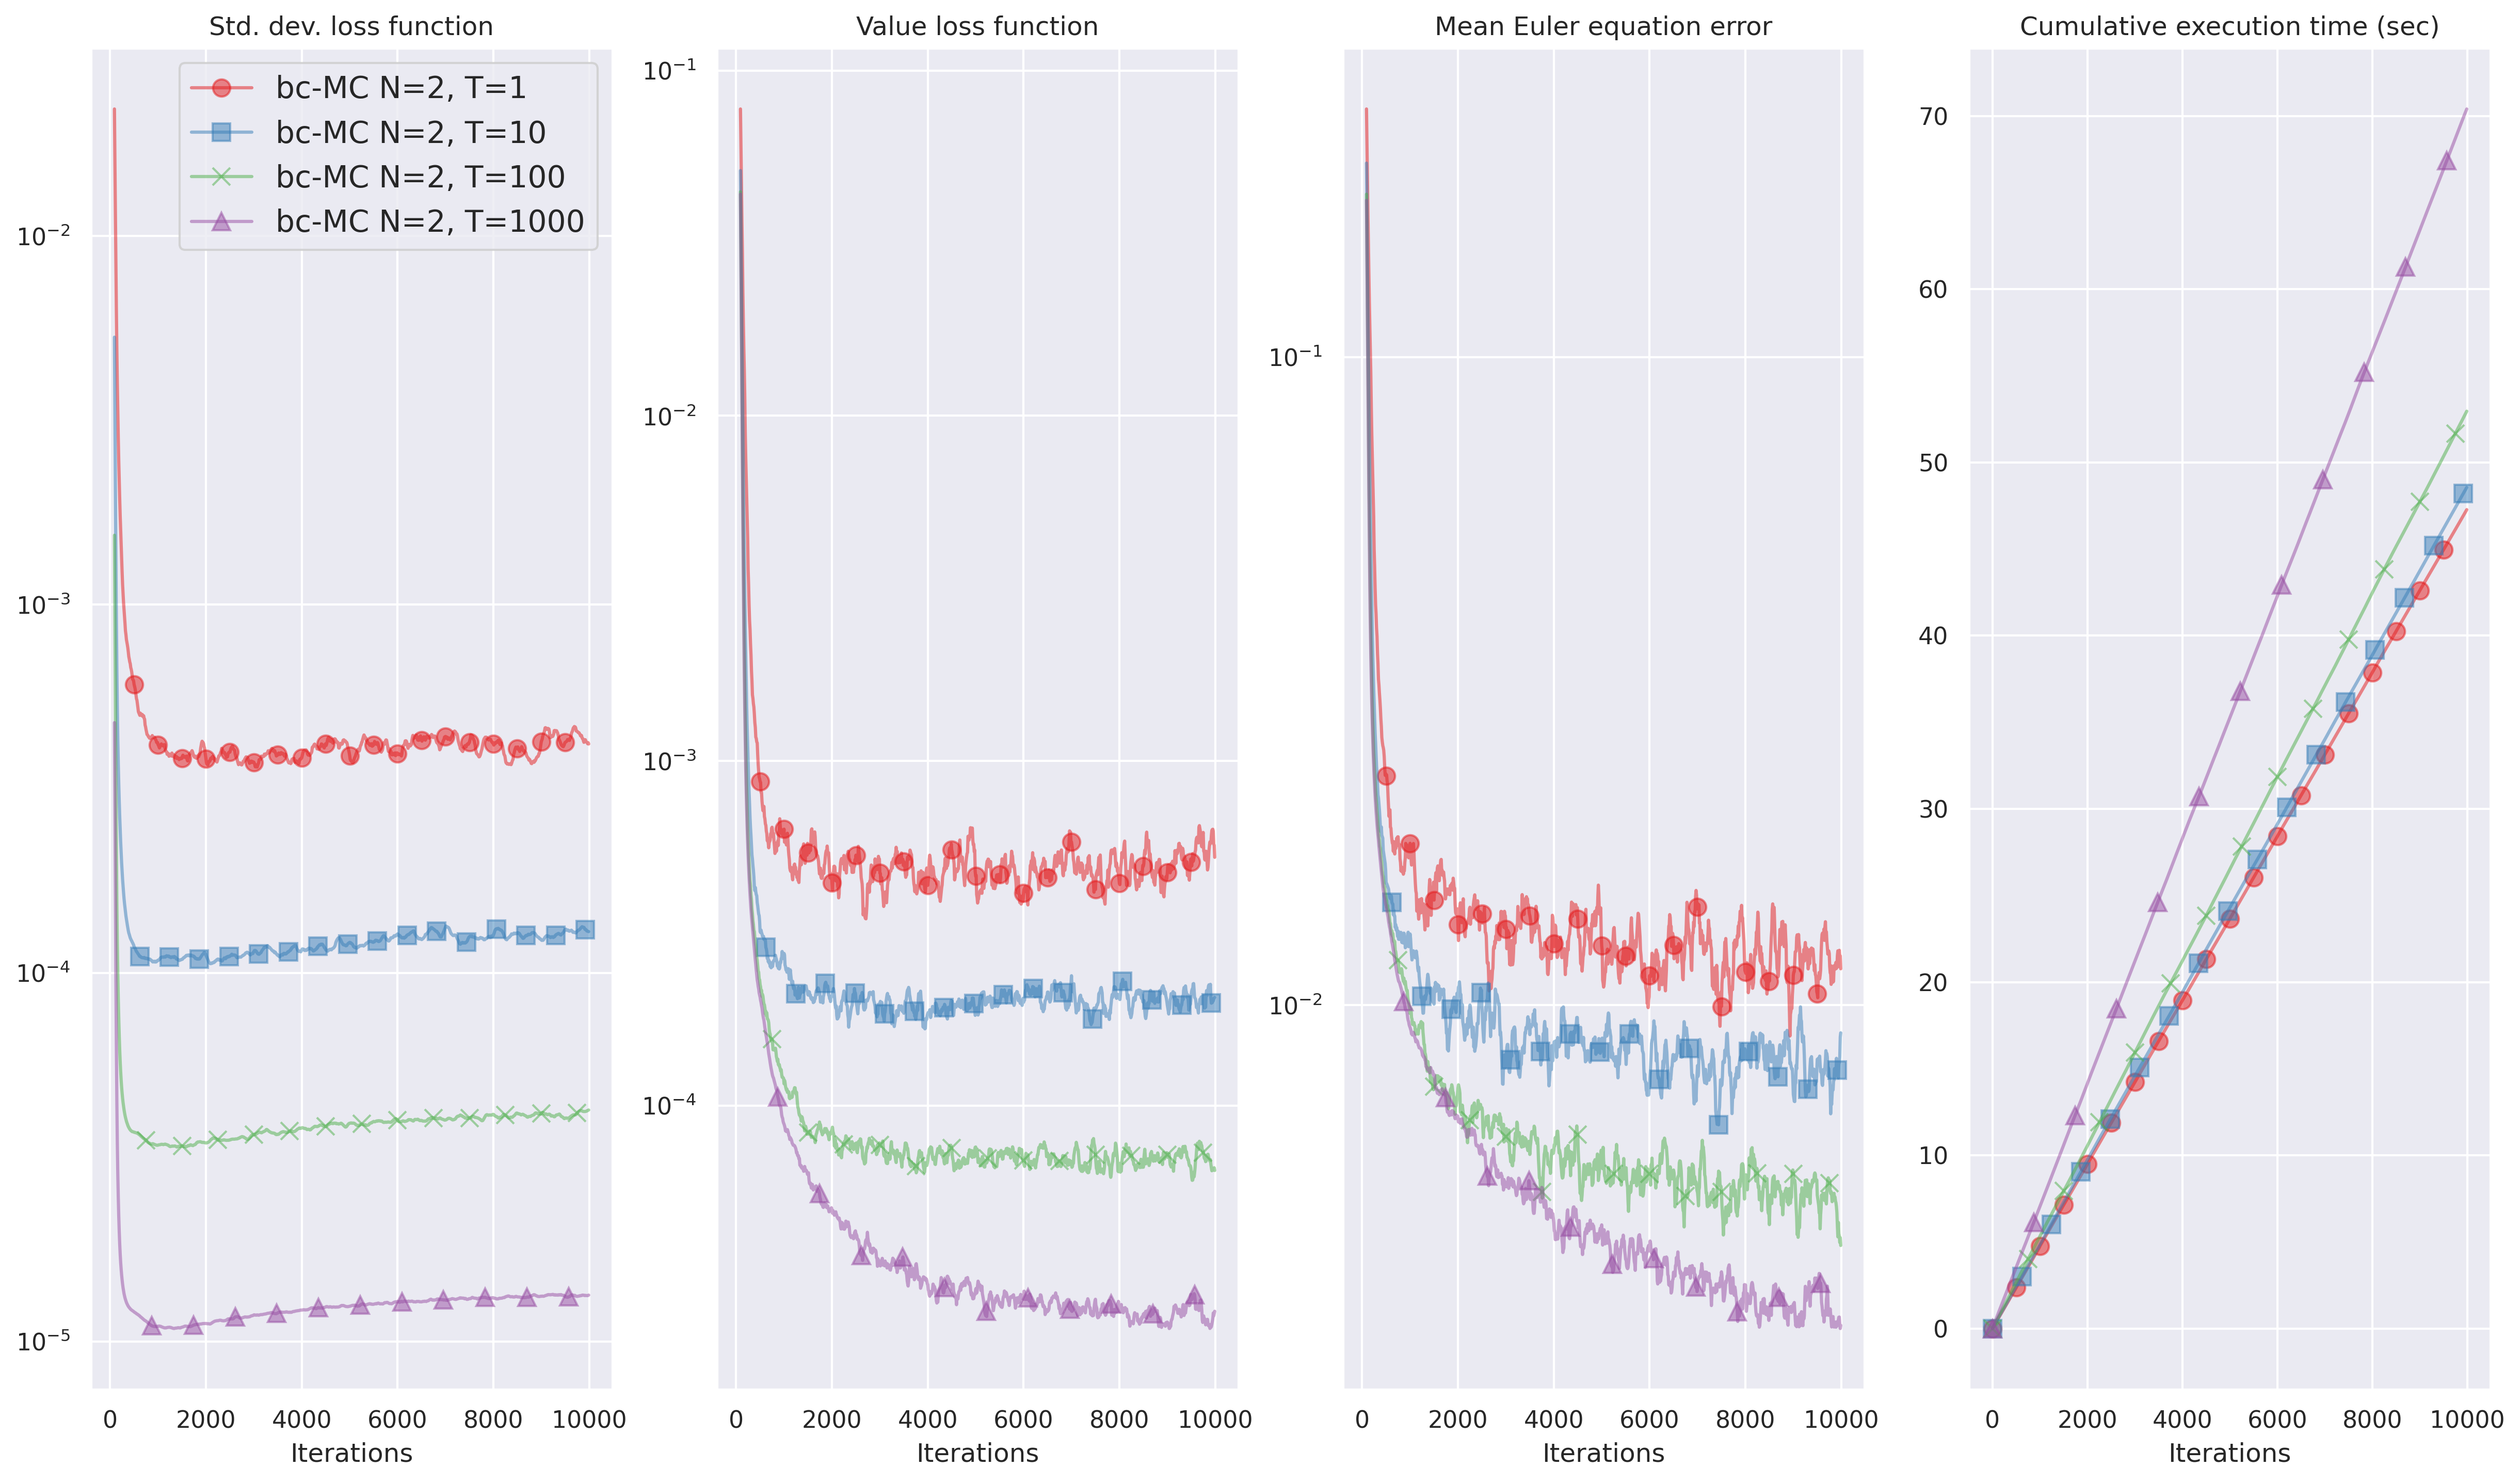 Std. dev. loss function
bc-MC N=2, T=1
bc-MC N=2, T=10
bc-MC N=2, T=100
bc-MC N=2, T=1000
10⁻²
10⁻³
10⁻⁴
10⁻⁵
0 2000 4000 6000 8000 10000
Iterations
Value loss function
10⁻¹
10⁻²
10⁻³
10⁻⁴
0 2000 4000 6000 8000 10000
Iterations
Mean Euler equation error
10⁻¹
10⁻²
0 2000 4000 6000 8000 10000
Iterations
Cumulative execution time (sec)
70
60
50
40
30
20
10
0
0 2000 4000 6000 8000 10000
Iterations